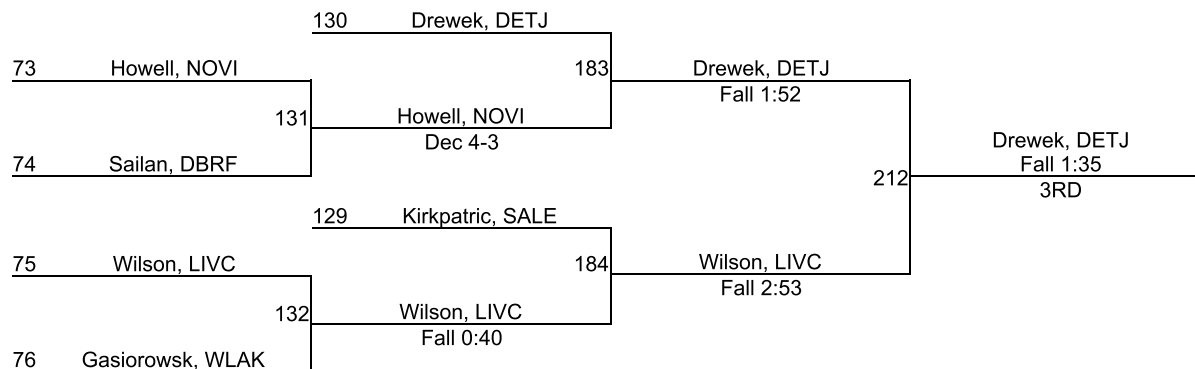 130 Drewek, DETJ
73 Howell, NOVI
183 Drewek, DETJ
Fall 1:52
131 Howell, NOVI
Dec 4-3
Drewek, DETJ
74 Sailan, DBRF
Fall 1:35
212
3RD
129 Kirkpatric, SALE
75 Wilson, LIVC
184 Wilson, LIVC
Fall 2:53
132 Wilson, LIVC
Fall 0:40
76 Gasiorowsk, WLAK